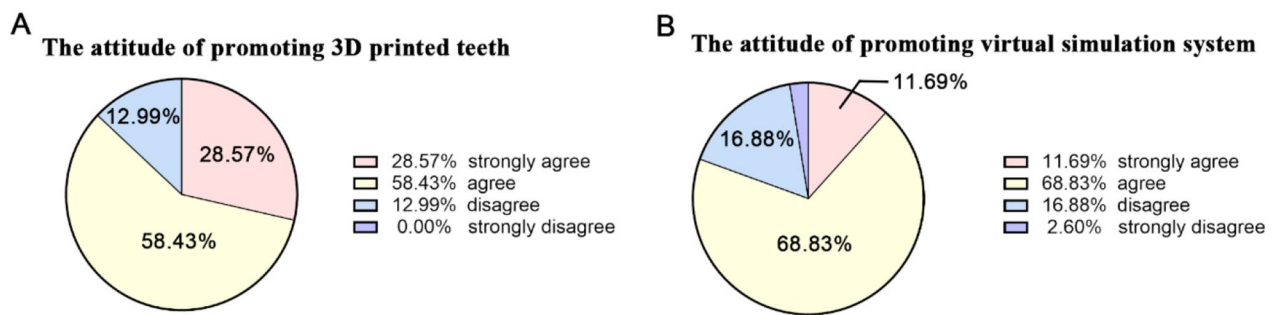 A
The attitude of promoting 3D printed teeth
12.99%
28.57%
58.43%
28.57% strongly agree
58.43% agree
12.99% disagree
0.00% strongly disagree
B
The attitude of promoting virtual simulation system
11.69%
16.88%
68.83%
11.69% strongly agree
68.83% agree
16.88% disagree
2.60% strongly disagree